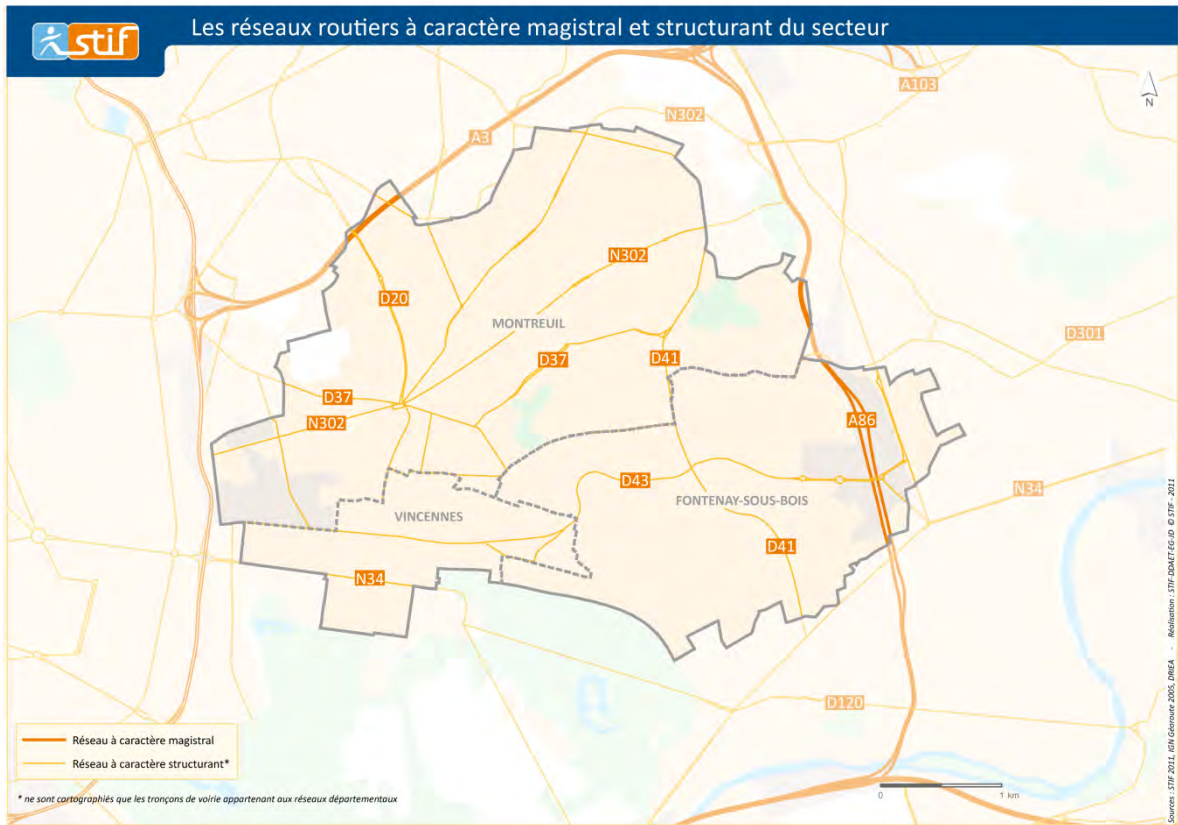 stif
Les réseaux routiers à caractère magistral et structurant du secteur
A103
N
N302
A3
N302
D20
MONTREUIL
D301
D37
D41
D37
N302
A86
D43
N34
FONTENAY-SOUS-BOIS
VINCENNES
D41
N34
D120
Réseau à caractère magistral
Réseau à caractère structurant*
* ne sont cartographiés que les tronçons de voirie appartenant aux réseaux départementaux
0 1 km
Sources : STIF 2011, IGN Géoroute 2005, DRIEA - Réalisation : STIF-DDAET-EG-JD © STIF - 2011